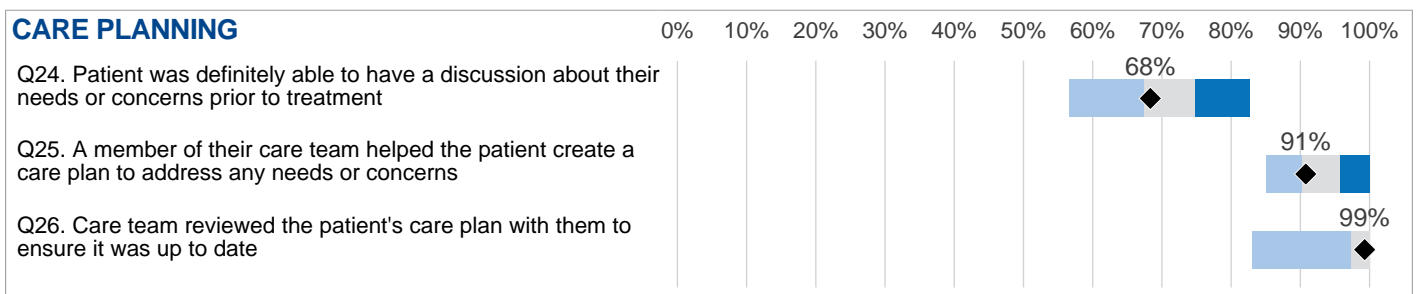 CARE PLANNING
0% 10% 20% 30% 40% 50% 60% 70% 80% 90% 100%
Q24. Patient was definitely able to have a discussion about their
needs or concerns prior to treatment
68%
Q25. A member of their care team helped the patient create a
care plan to address any needs or concerns
91%
Q26. Care team reviewed the patient's care plan with them to
ensure it was up to date
99%